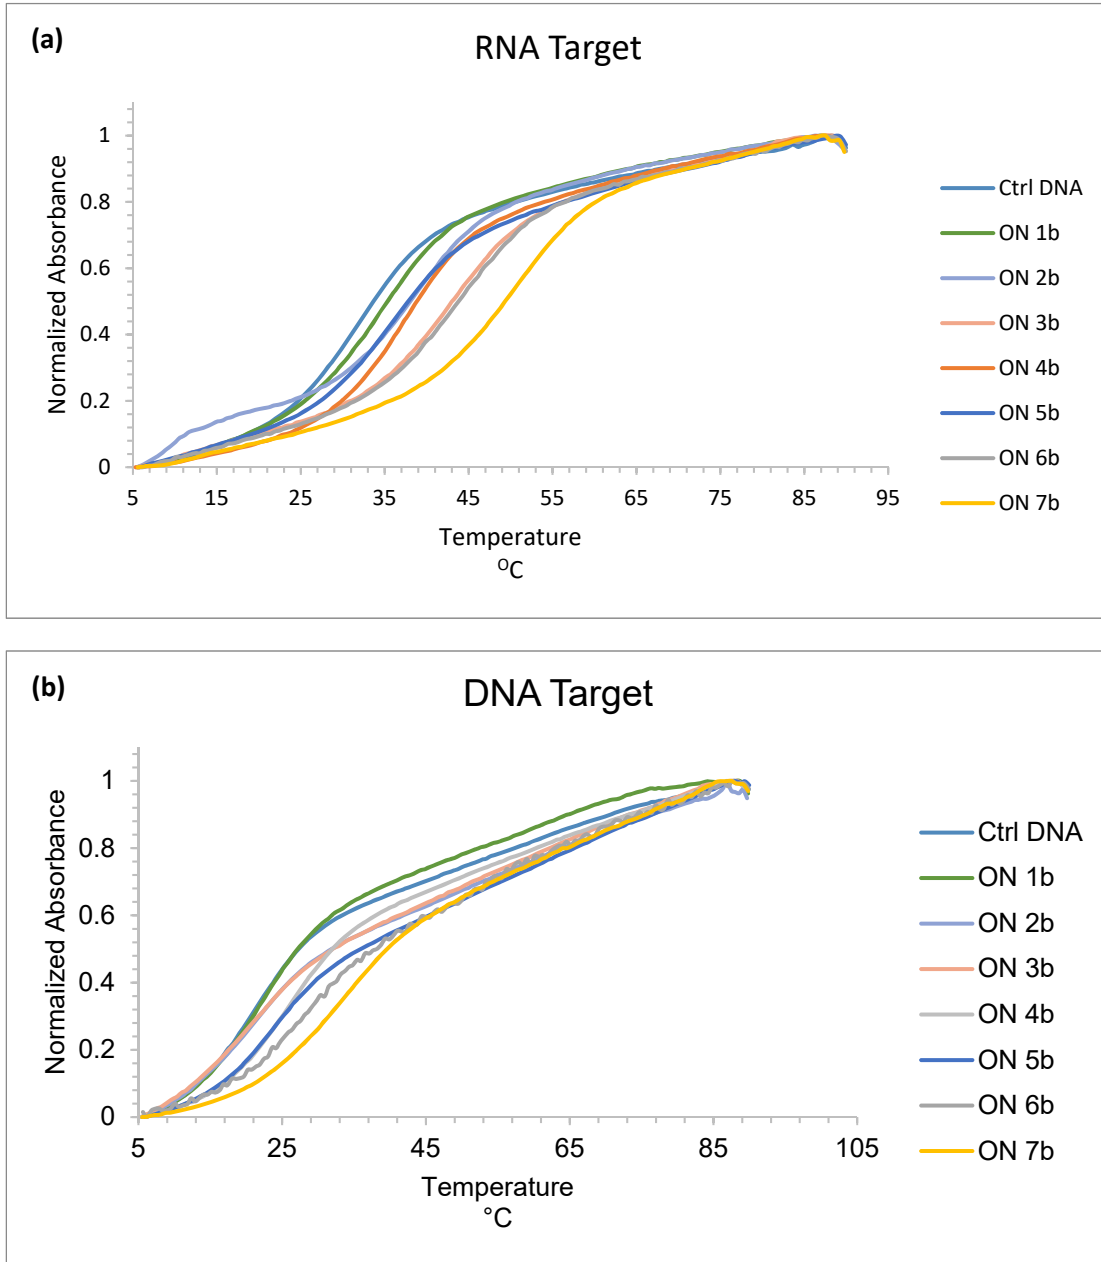 (a)
RNA Target
Normalized Absorbance
1
0.8
0.6
0.4
0.2
0
5 15 25 35 45 55 65 75 85 95
Temperature
ᴼC
Ctrl DNA
ON 1b
ON 2b
ON 3b
ON 4b
ON 5b
ON 6b
ON 7b
(b)
DNA Target
Normalized Absorbance
1
0.8
0.6
0.4
0.2
0
5 25 45 65 85 105
Temperature
°C
Ctrl DNA
ON 1b
ON 2b
ON 3b
ON 4b
ON 5b
ON 6b
ON 7b